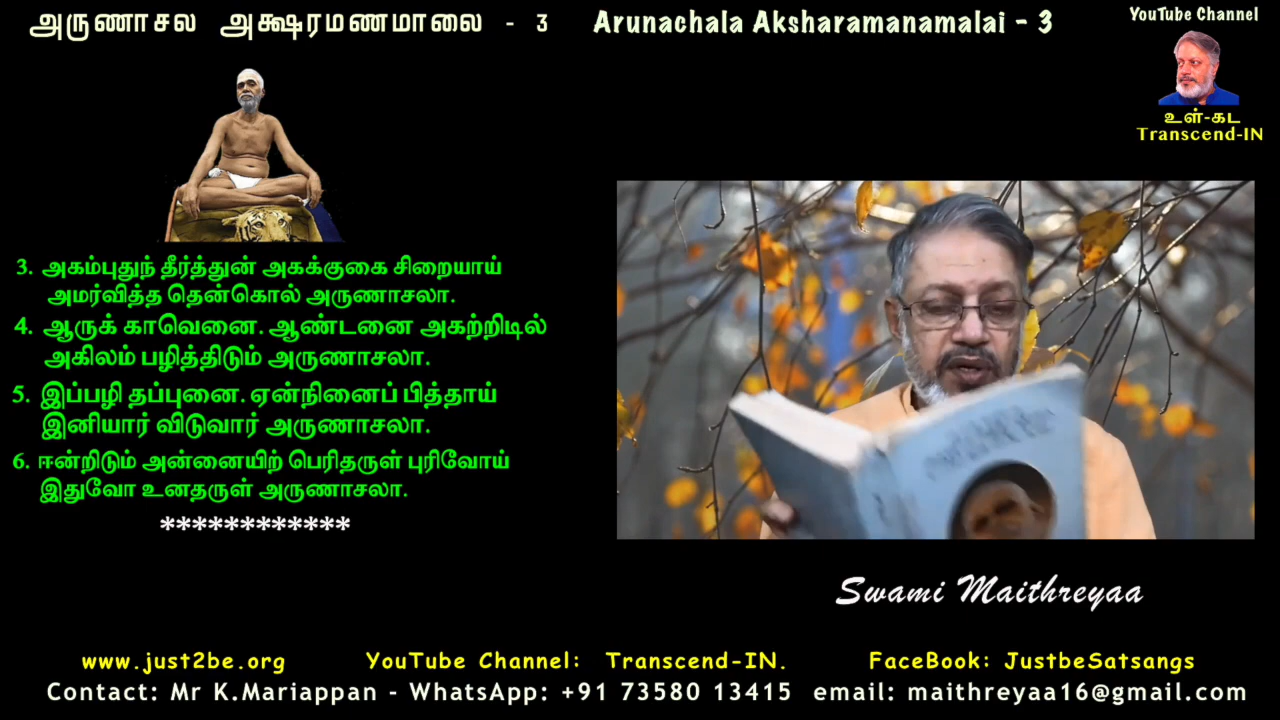 அருணாசல அக்ஷரமணமாலை - 3
Arunachala Aksharamanamalai - 3
YouTube Channel
உள்-கட
Transcend-IN
3. அகம்புதுந் தீர்த்துன் அகக்குகை சிறையாய்
அமர்வித்த தென்கொல் அருணாசலா.
4. ஆருக் காவெனை. ஆண்டனை அகற்றிடில்
அகிலம் பழித்திடும் அருணாசலா.
5. இப்பழி தப்புனை. ஏன்நினைப் பித்தாய்
இனியார் விடுவார் அருணாசலா.
6. ஈன்றிடும் அன்னையிற் பெரிதருள் புரிவோய்
இதுவோ உனதருள் அருணாசலா.
************
Swami Maithreyaa
www.just2be.org YouTube Channel: Transcend-IN. FaceBook: JustbeSatsangs
Contact: Mr K.Mariappan - WhatsApp: +91 73580 13415 email: maithreyaa16@gmail.com